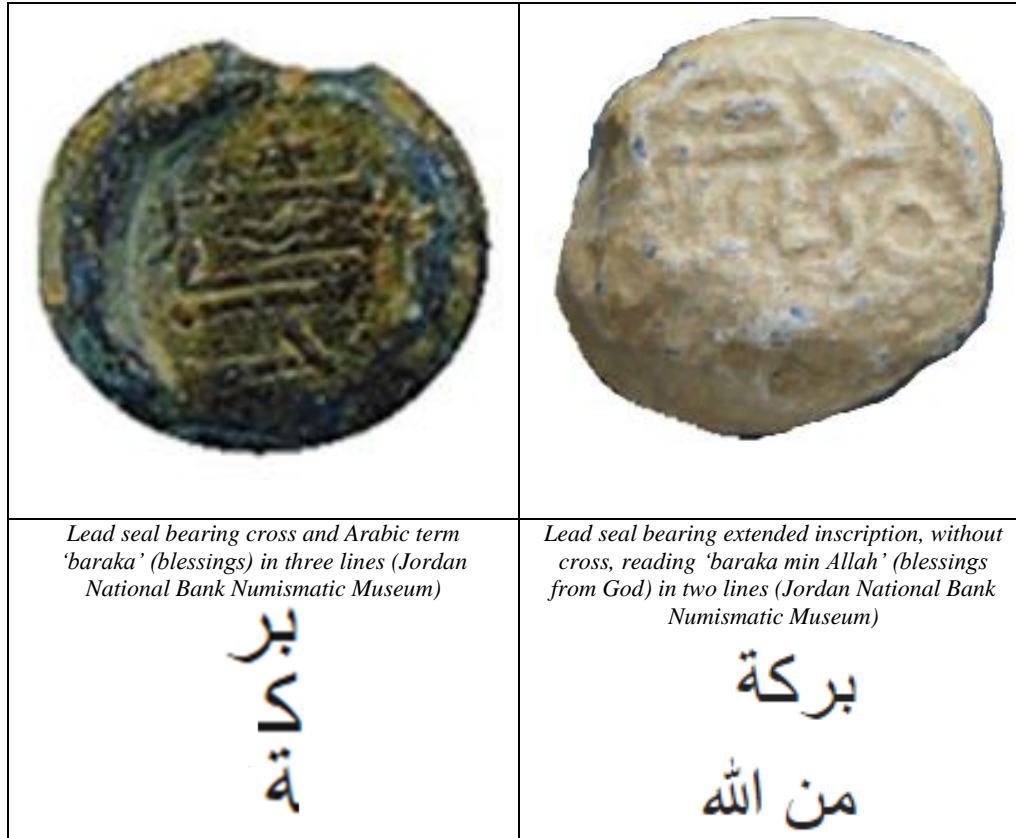 Lead seal bearing cross and Arabic term
‘baraka’ (blessings) in three lines (Jordan
National Bank Numismatic Museum)
بر
كـ
ة
Lead seal bearing extended inscription, without
cross, reading ‘baraka min Allah’ (blessings
from God) in two lines (Jordan National Bank
Numismatic Museum)
بركة
من الله